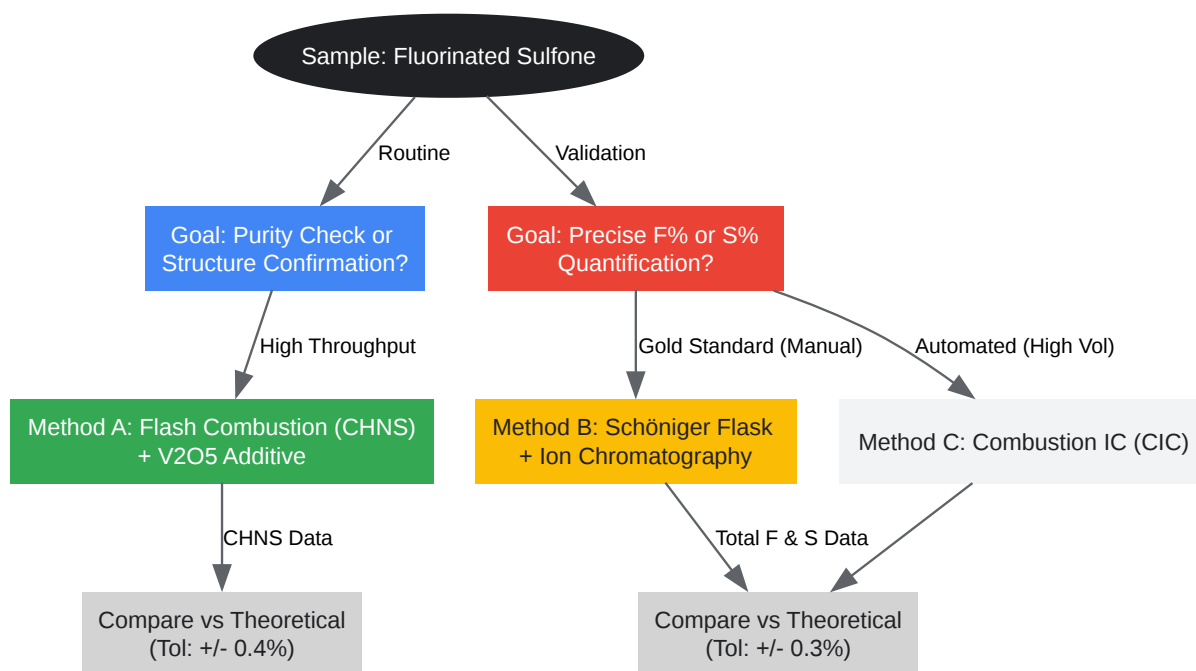 Sample: Fluorinated Sulfone
Routine
Validation
Goal: Purity Check or
Structure Confirmation?
Goal: Precise F% or S%
Quantification?
High Throughput
Gold Standard (Manual)
Automated (High Vol)
Method A: Flash Combustion (CHNS)
+ V2O5 Additive
Method B: Schöniger Flask
+ Ion Chromatography
Method C: Combustion IC (CIC)
CHNS Data
Total F & S Data
Compare vs Theoretical
(Tol: +/- 0.4%)
Compare vs Theoretical
(Tol: +/- 0.3%)